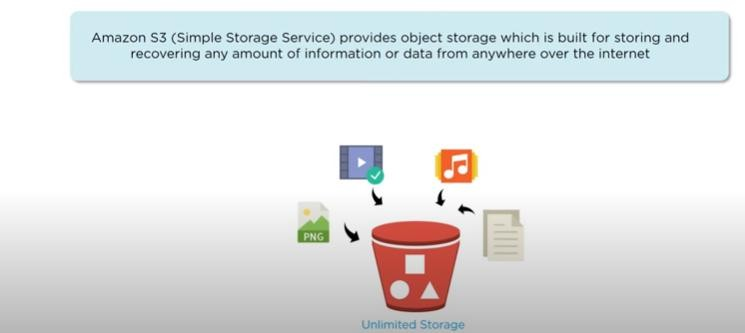 Amazon S3 (Simple Storage Service) provides object storage which is built for storing and
recovering any amount of information or data from anywhere over the internet
PNG
Unlimited Storage